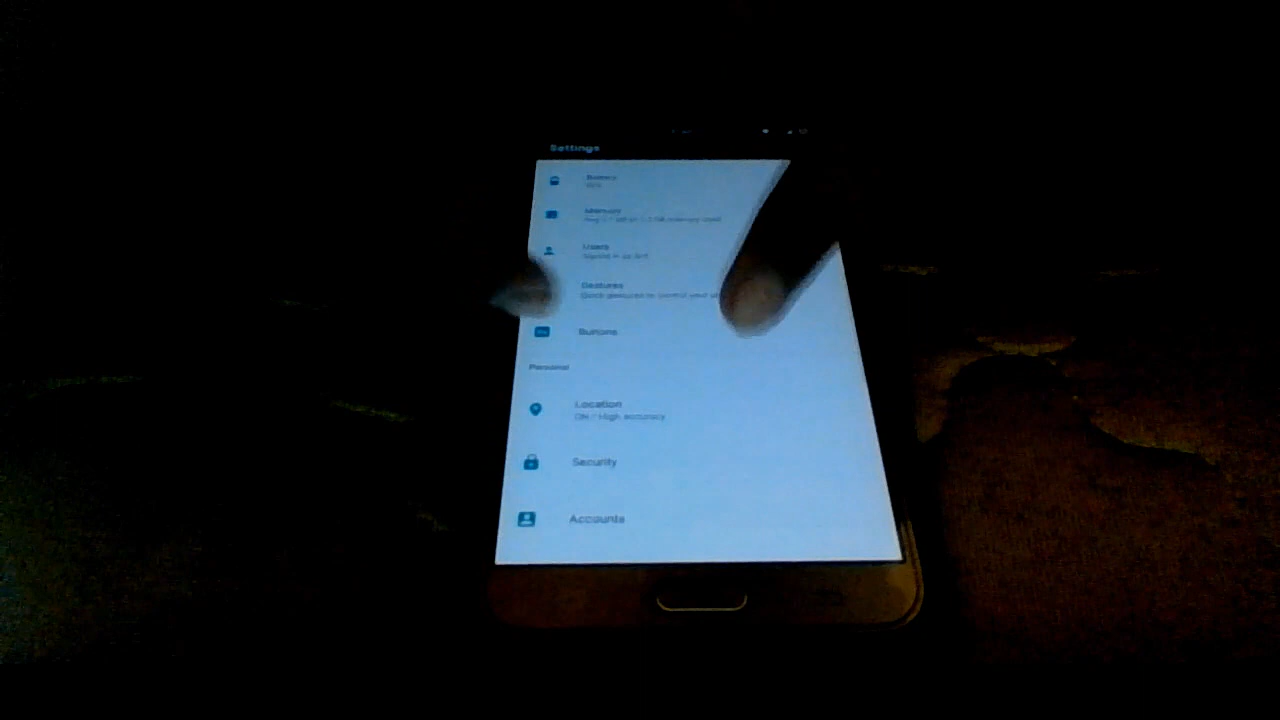 Settings
Battery
Memory
Users
Gestures
Quick gestures to control your
Buttons
Personal
Location
ON / High accuracy
Security
Accounts